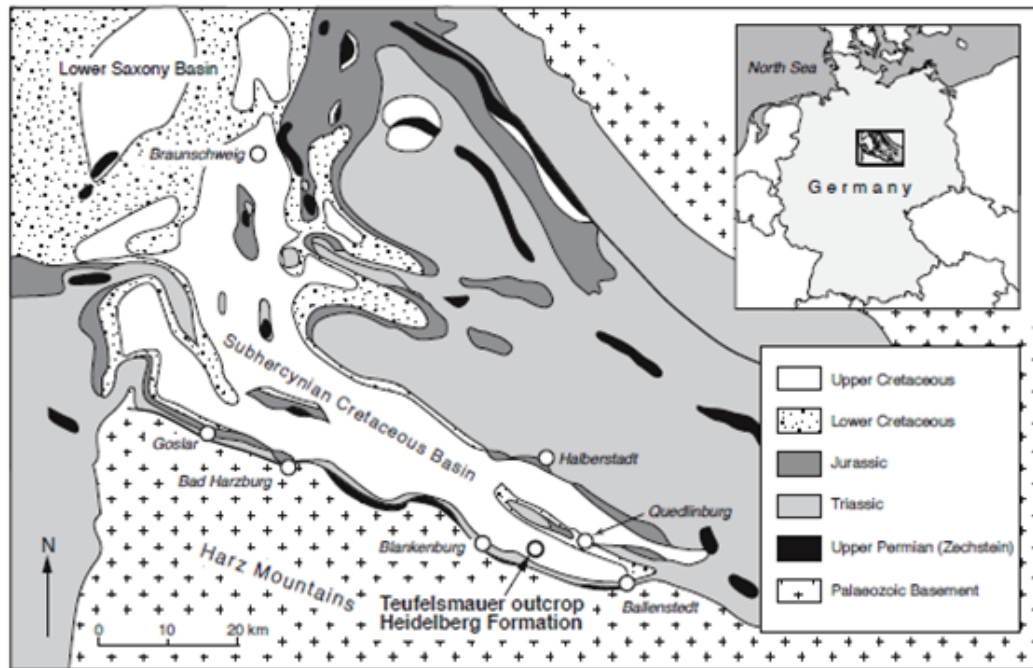 Lower Saxony Basin
North Sea
Braunschweig
G e r m a n y
Subhercynian Cretaceous Basin
Upper Cretaceous
Lower Cretaceous
Goslar
Halberstadt
Jurassic
Bad Harzburg
Triassic
Quedlinburg
N
Harz Mountains
Blankenburg
Upper Permian (Zechstein)
Teufelsmauer outcrop
Heidelberg Formation
Ballenstedt
Palaeozoic Basement
0 10 20 km